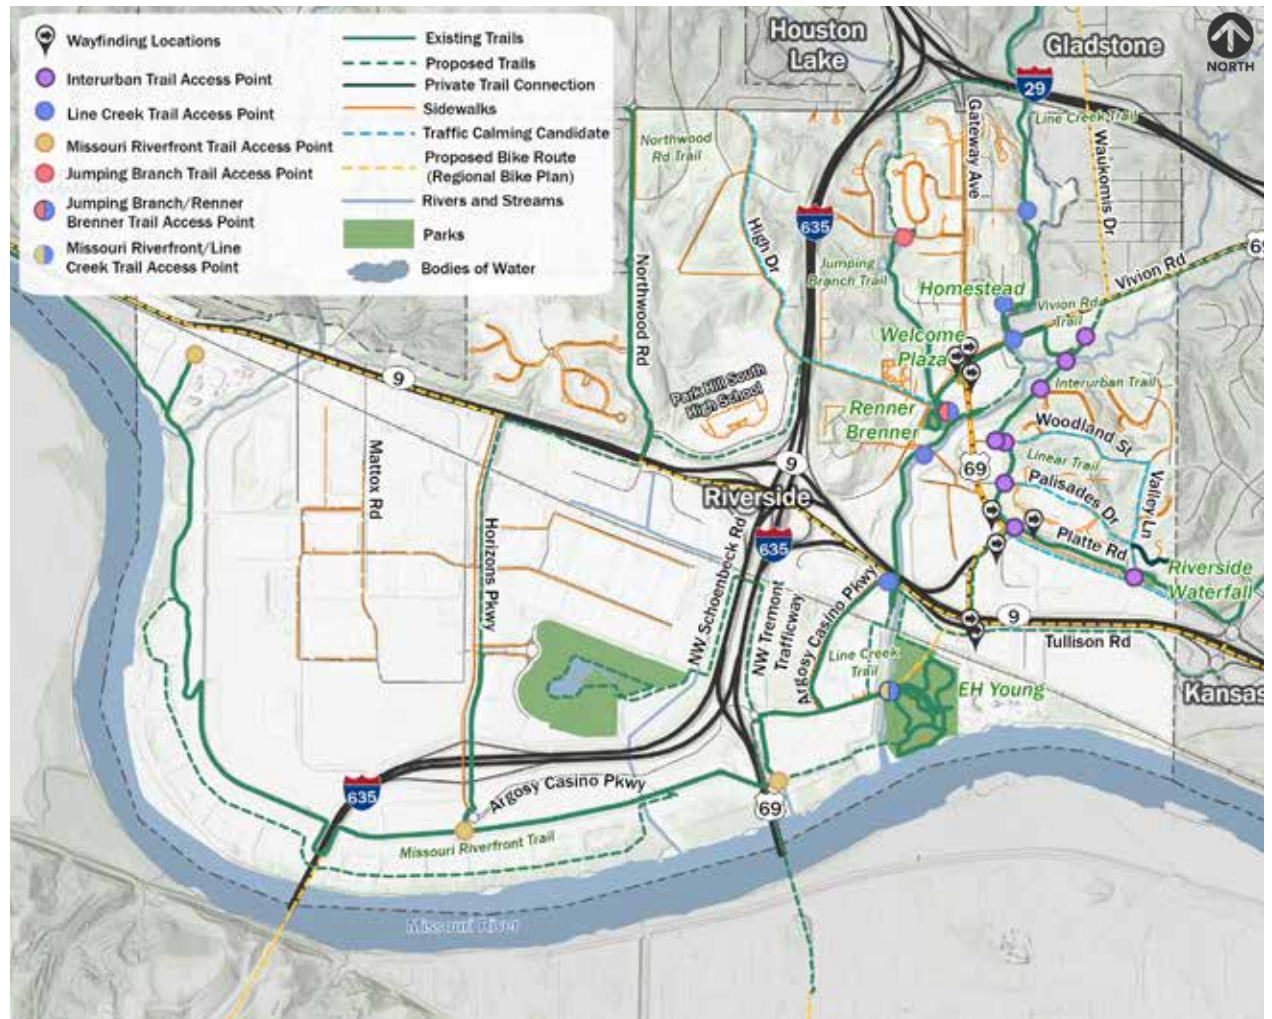 Wayfinding Locations
Interurban Trail Access Point
Line Creek Trail Access Point
Missouri Riverfront Trail Access Point
Jumping Branch Trail Access Point
Jumping Branch/Renner
Brenner Trail Access Point
Missouri Riverfront/Line
Creek Trail Access Point
Existing Trails
Proposed Trails
Private Trail Connection
Sidewalks
Traffic Calming Candidate
Proposed Bike Route
(Regional Bike Plan)
Rivers and Streams
Parks
Bodies of Water
Houston
Lake
Gladstone
NORTH
29
Line Creek Trail
Gateway Ave
Waukomis Dr
Northwood
Rd Trail
High Dr
635
Jumping
Branch Trail
Vivion Rd
69
Northwood Rd
Homestead
Vivion Rd
Trail
Welcome
Plaza
9
Park Hill South
High School
Interurban Trail
Renner
Brenner
Woodland St
Mattox Rd
9
69
Linear Trail
Palisades Dr
Valley Ln
Riverside
Horizons Pkwy
NW Schoenbeck Rd
635
Platte Rd
Riverside
Waterfall
NW Tremont
Trafficway
Argosy Casino Pkwy
9
Tullison Rd
Line Creek
Trail
EH Young
Kansas
635
Argosy Casino Pkwy
69
Missouri Riverfront Trail
Missouri River